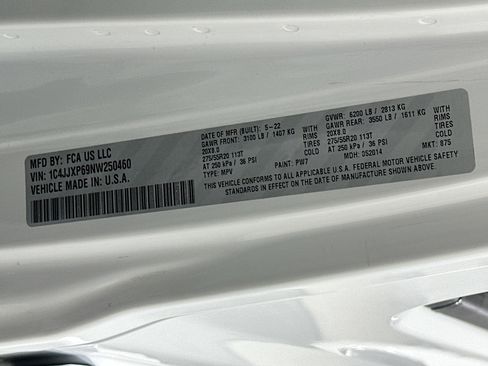 MFD BY: FCA US LLC
VIN: 1C4JJXP69NW250460
VEHICLE MADE IN U.S.A.
DATE OF MFR (BUILT): 5-22 GVWR: 6200 LB / 2813 KG
GAWR FRONT: 3100 LB / 1407 KG WITH GAWR REAR: 3550 LB / 1611 KG WITH
20X8.0 RIMS 20X8.0 RIMS
275/55R20 113T TIRES 275/55R20 113T TIRES
AT 250 kPa / 36 PSI COLD AT 250 kPa / 36 PSI COLD
TYPE: MPV PAINT: PW7 MDH: 052014 MKT: 875
THIS VEHICLE CONFORMS TO ALL APPLICABLE U.S.A. FEDERAL MOTOR VEHICLE SAFETY
STANDARDS IN EFFECT ON THE DATE OF MANUFACTURE SHOWN ABOVE.